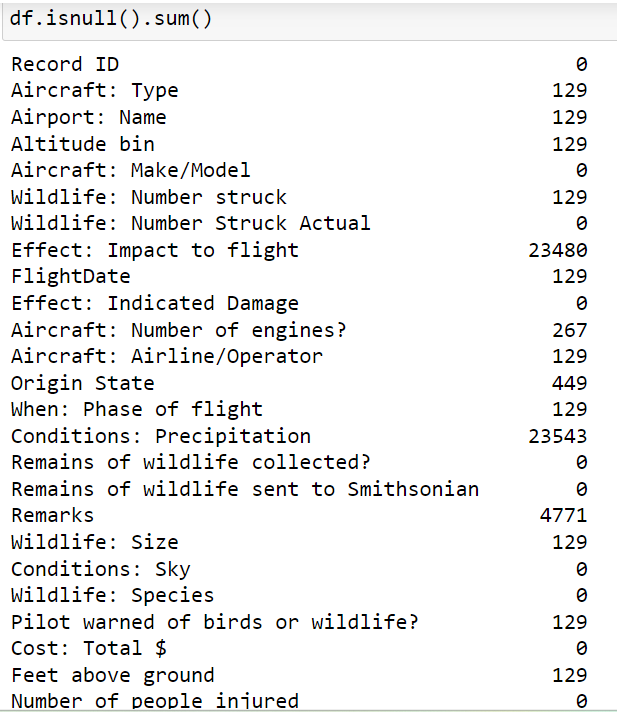 df.isnull().sum()
Record ID 0
Aircraft: Type 129
Airport: Name 129
Altitude bin 129
Aircraft: Make/Model 0
Wildlife: Number struck 129
Wildlife: Number Struck Actual 0
Effect: Impact to flight 23480
FlightDate 129
Effect: Indicated Damage 0
Aircraft: Number of engines? 267
Aircraft: Airline/Operator 129
Origin State 449
When: Phase of flight 129
Conditions: Precipitation 23543
Remains of wildlife collected? 0
Remains of wildlife sent to Smithsonian 0
Remarks 4771
Wildlife: Size 129
Conditions: Sky 0
Wildlife: Species 0
Pilot warned of birds or wildlife? 129
Cost: Total $ 0
Feet above ground 129
Number of people injured 0